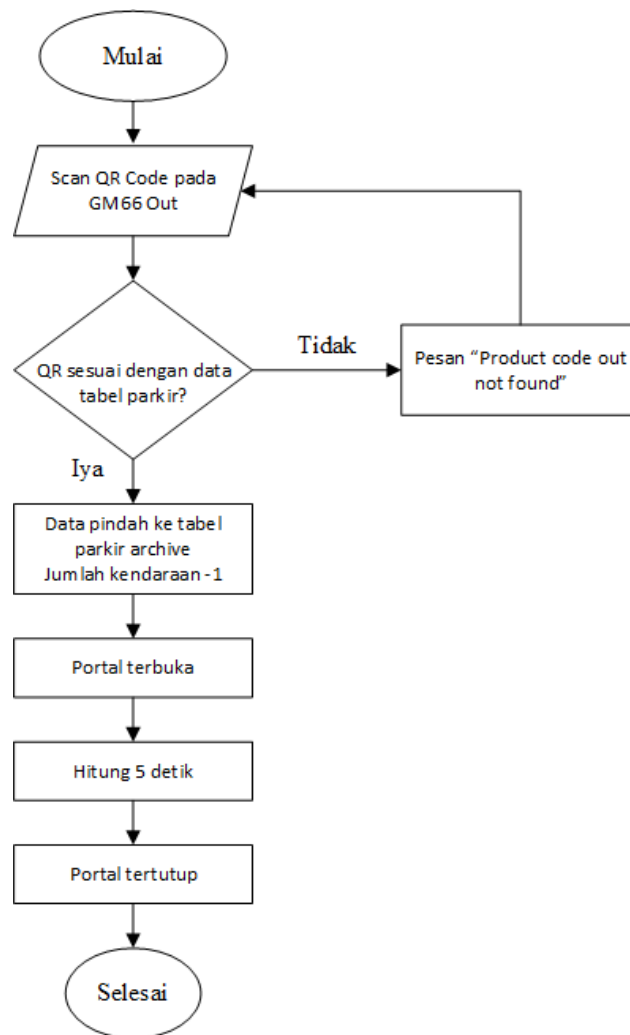 Mulai
Scan QR Code pada
GM66 Out
QR sesuai dengan data
tabel parkir?
Tidak
Pesan “Product code out
not found”
Iya
Data pindah ke tabel
parkir archive
Jumlah kendaraan -1
Portal terbuka
Hitung 5 detik
Portal tertutup
Selesai